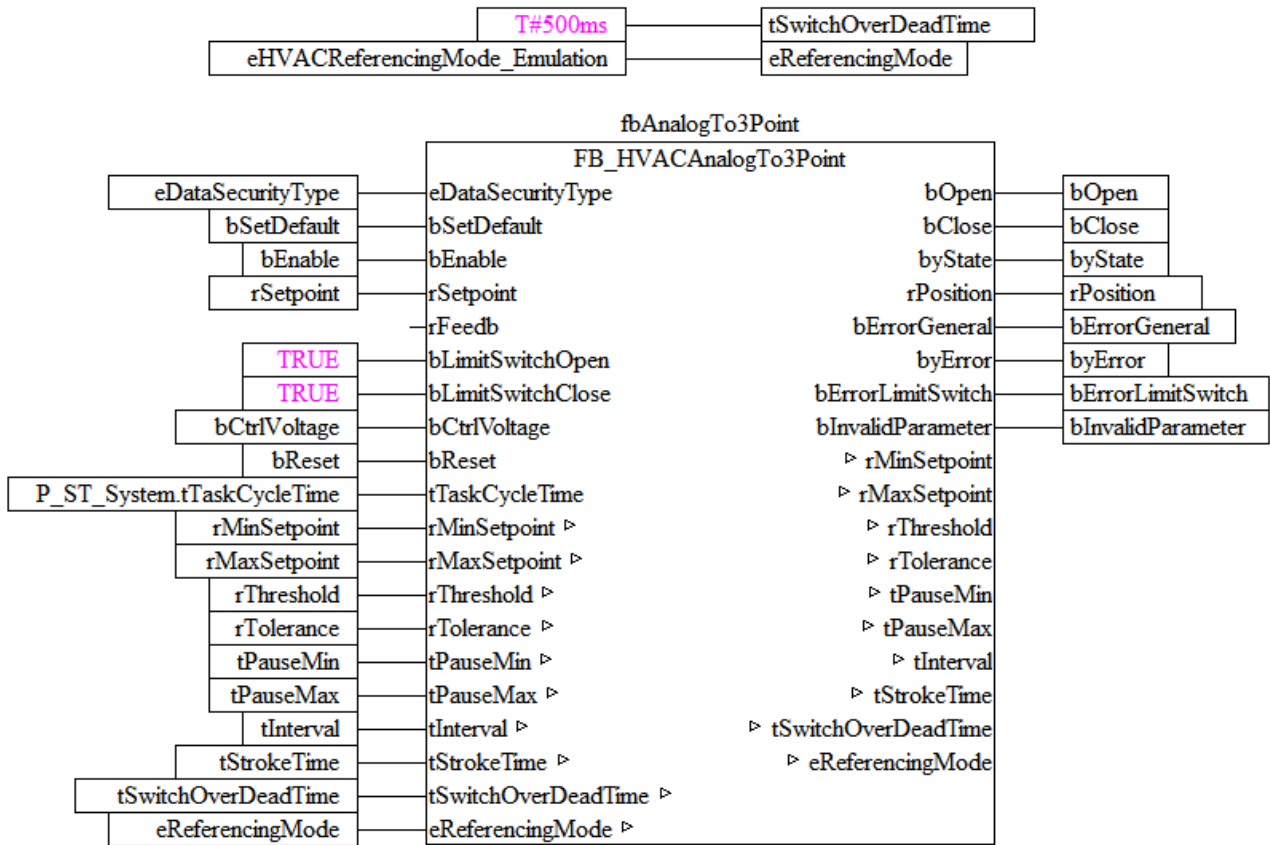 T#500ms tSwitchOverDeadTime
eHVACReferencingMode_Emulation eReferencingMode
fbAnalogTo3Point
FB_HVACAnalogTo3Point
eDataSecurityType eDataSecurityType bOpen bOpen
bSetDefault bSetDefault bClose bClose
bEnable bEnable byState byState
rSetpoint rSetpoint rPosition rPosition
rFeedb bErrorGeneral bErrorGeneral
TRUE bLimitSwitchOpen byError byError
TRUE bLimitSwitchClose bErrorLimitSwitch bErrorLimitSwitch
bCtrlVoltage bCtrlVoltage bInvalidParameter bInvalidParameter
bReset bReset ▷ rMinSetpoint
P_ST_System.tTaskCycleTime tTaskCycleTime ▷ rMaxSetpoint
rMinSetpoint rMinSetpoint ▷ ▷ rThreshold
rMaxSetpoint rMaxSetpoint ▷ ▷ rTolerance
rThreshold rThreshold ▷ ▷ tPauseMin
rTolerance rTolerance ▷ ▷ tPauseMax
tPauseMin tPauseMin ▷ ▷ tInterval
tPauseMax tPauseMax ▷ ▷ tStrokeTime
tInterval tInterval ▷ ▷ tSwitchOverDeadTime
tStrokeTime tStrokeTime ▷ ▷ eReferencingMode
tSwitchOverDeadTime tSwitchOverDeadTime ▷
eReferencingMode eReferencingMode ▷